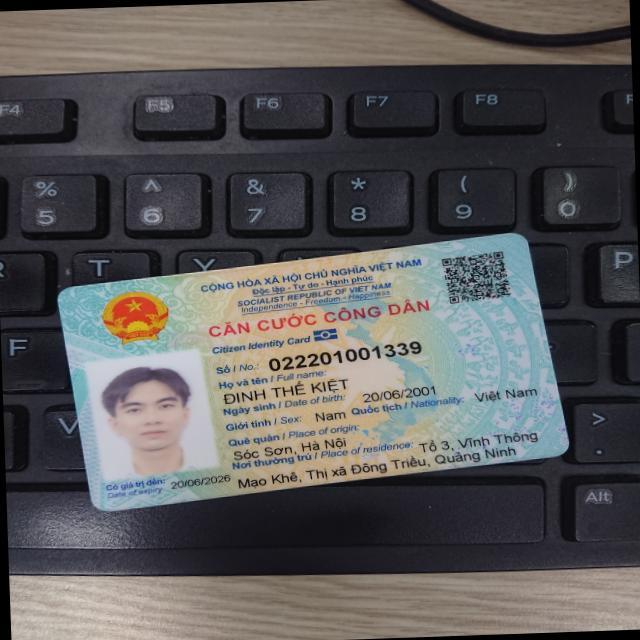 F4 F5 F6 F7 F8 F
% ^ & * ( )
5 6 7 8 9 0
R T Y P
F
V > .
Alt
CỘNG HÒA XÃ HỘI CHỦ NGHĨA VIỆT NAM
Độc lập - Tự do - Hạnh phúc
SOCIALIST REPUBLIC OF VIET NAM
Independence - Freedom - Happiness
CĂN CƯỚC CÔNG DÂN
Citizen Identity Card
Số / No.: 022201001339
Họ và tên / Full name:
ĐINH THẾ KIỆT
Ngày sinh / Date of birth: 20/06/2001
Giới tính / Sex: Nam Quốc tịch / Nationality: Việt Nam
Quê quán / Place of origin:
Sóc Sơn, Hà Nội
Nơi thường trú / Place of residence: Tổ 3, Vĩnh Thông
Mạo Khê, Thị xã Đông Triều, Quảng Ninh
Có giá trị đến: 20/06/2026
Date of expiry